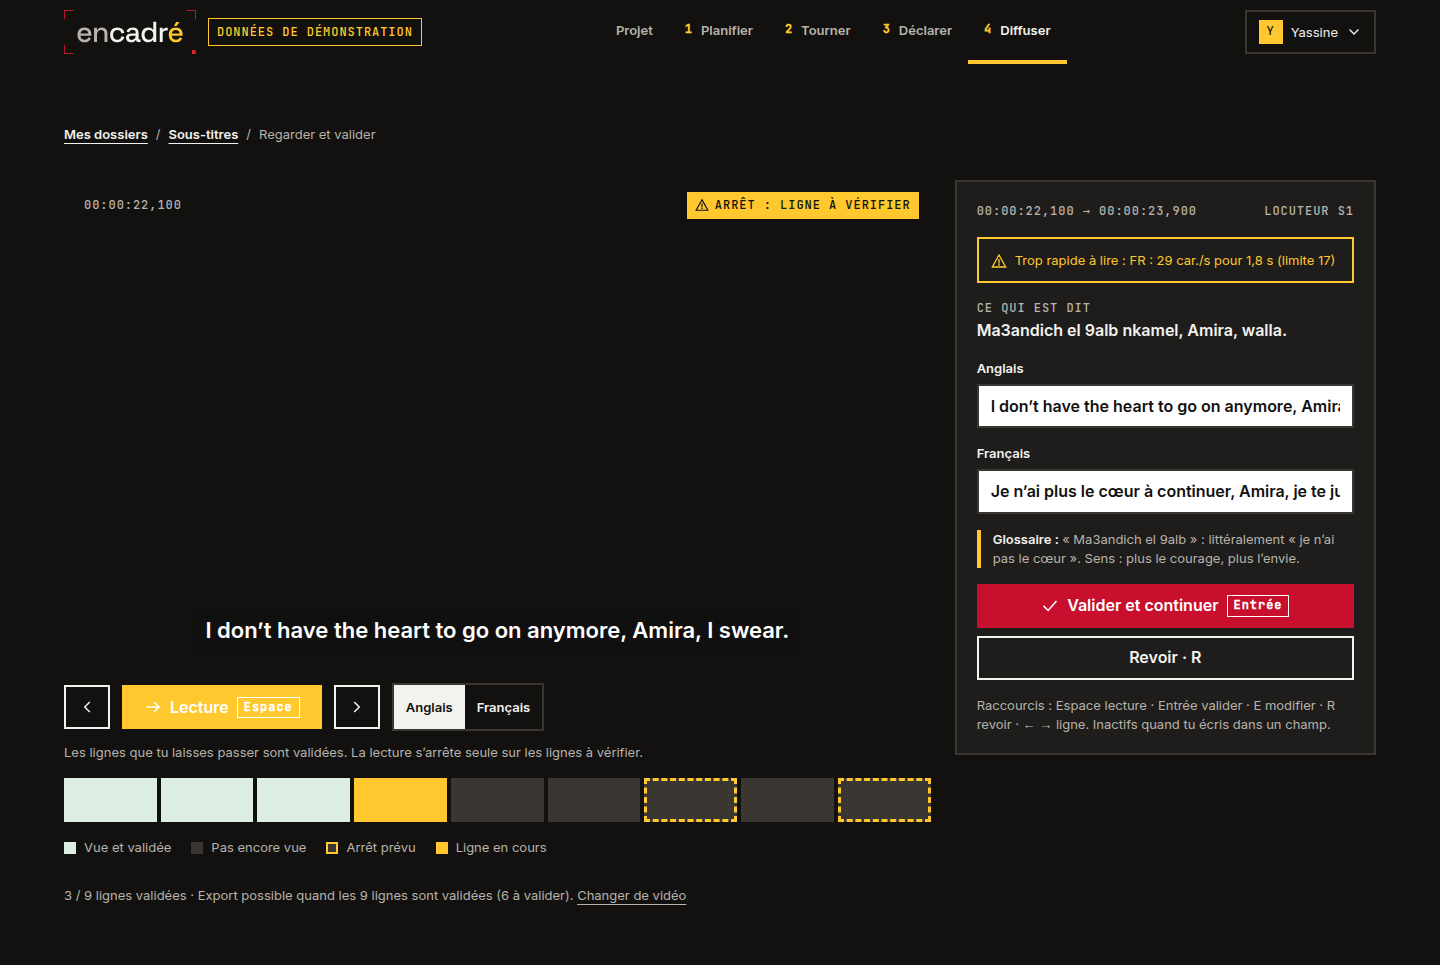 encadré
DONNÉES DE DÉMONSTRATION
Projet
1 Planifier
2 Tourner
3 Déclarer
4 Diffuser
Y Yassine
Mes dossiers / Sous-titres / Regarder et valider
00:00:22,100
ARRÊT : LIGNE À VÉRIFIER
I don’t have the heart to go on anymore, Amira, I swear.
Lecture Espace
Anglais
Français
Les lignes que tu laisses passer sont validées. La lecture s’arrête seule sur les lignes à vérifier.
Vue et validée
Pas encore vue
Arrêt prévu
Ligne en cours
3 / 9 lignes validées · Export possible quand les 9 lignes sont validées (6 à valider). Changer de vidéo
00:00:22,100 → 00:00:23,900
LOCUTEUR S1
Trop rapide à lire : FR : 29 car./s pour 1,8 s (limite 17)
CE QUI EST DIT
Ma3andich el 9alb nkamel, Amira, walla.
Anglais
I don’t have the heart to go on anymore, Amira
Français
Je n’ai plus le cœur à continuer, Amira, je te ju
Glossaire : « Ma3andich el 9alb » : littéralement « je n’ai
pas le cœur ». Sens : plus le courage, plus l’envie.
Valider et continuer Entrée
Revoir · R
Raccourcis : Espace lecture · Entrée valider · E modifier · R
revoir · ← → ligne. Inactifs quand tu écris dans un champ.